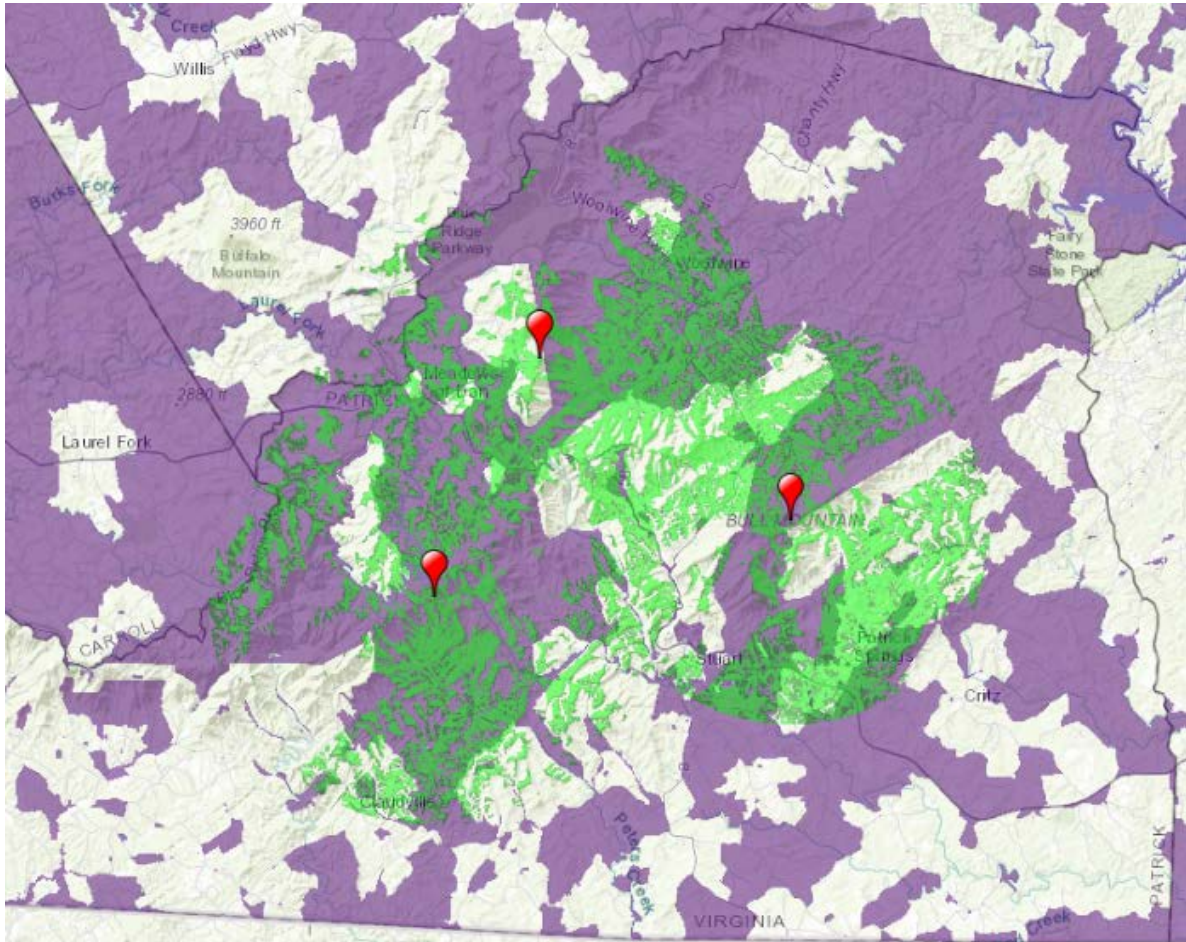 Creek
Floyd Hwy
Willis
Charity Hwy
Burks Fork
3960 ft
Buffalo
Mountain
Blue
Ridge
Parkway
Woolwine
Woolwine
Fairy
Stone
State Park
Laurel Fork
Meadows
of Dan
2880 ft
PATRICK
Laurel Fork
BULL MOUNTAIN
CARROLL
Stuart
Patrick
Springs
Critz
Claudville
Peters Creek
PATRICK
VIRGINIA
Creek